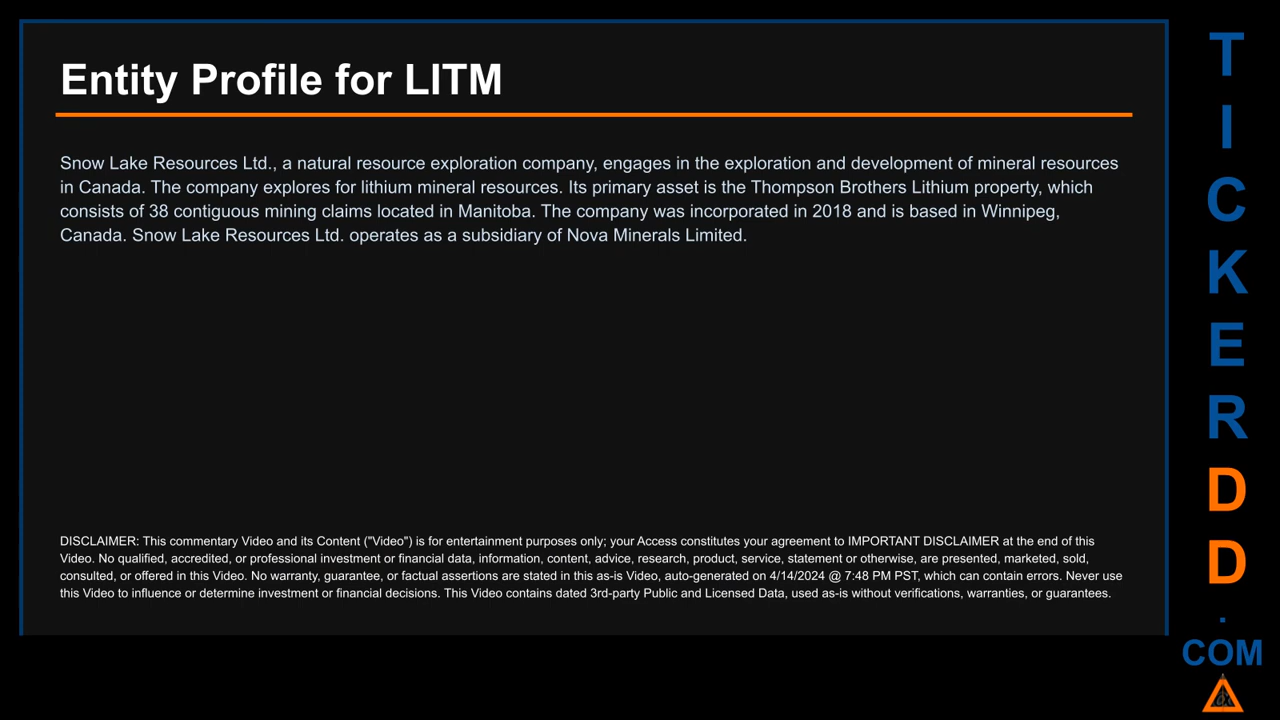 Entity Profile for LITM
Snow Lake Resources Ltd., a natural resource exploration company, engages in the exploration and development of mineral resources
in Canada. The company explores for lithium mineral resources. Its primary asset is the Thompson Brothers Lithium property, which
consists of 38 contiguous mining claims located in Manitoba. The company was incorporated in 2018 and is based in Winnipeg,
Canada. Snow Lake Resources Ltd. operates as a subsidiary of Nova Minerals Limited.
DISCLAIMER: This commentary Video and its Content ("Video") is for entertainment purposes only; your Access constitutes your agreement to IMPORTANT DISCLAIMER at the end of this
Video. No qualified, accredited, or professional investment or financial data, information, content, advice, research, product, service, statement or otherwise, are presented, marketed, sold,
consulted, or offered in this Video. No warranty, guarantee, or factual assertions are stated in this as-is Video, auto-generated on 4/14/2024 @ 7:48 PM PST, which can contain errors. Never use
this Video to influence or determine investment or financial decisions. This Video contains dated 3rd-party Public and Licensed Data, used as-is without verifications, warranties, or guarantees.
T
I
C
K
E
R
D
D
.
COM